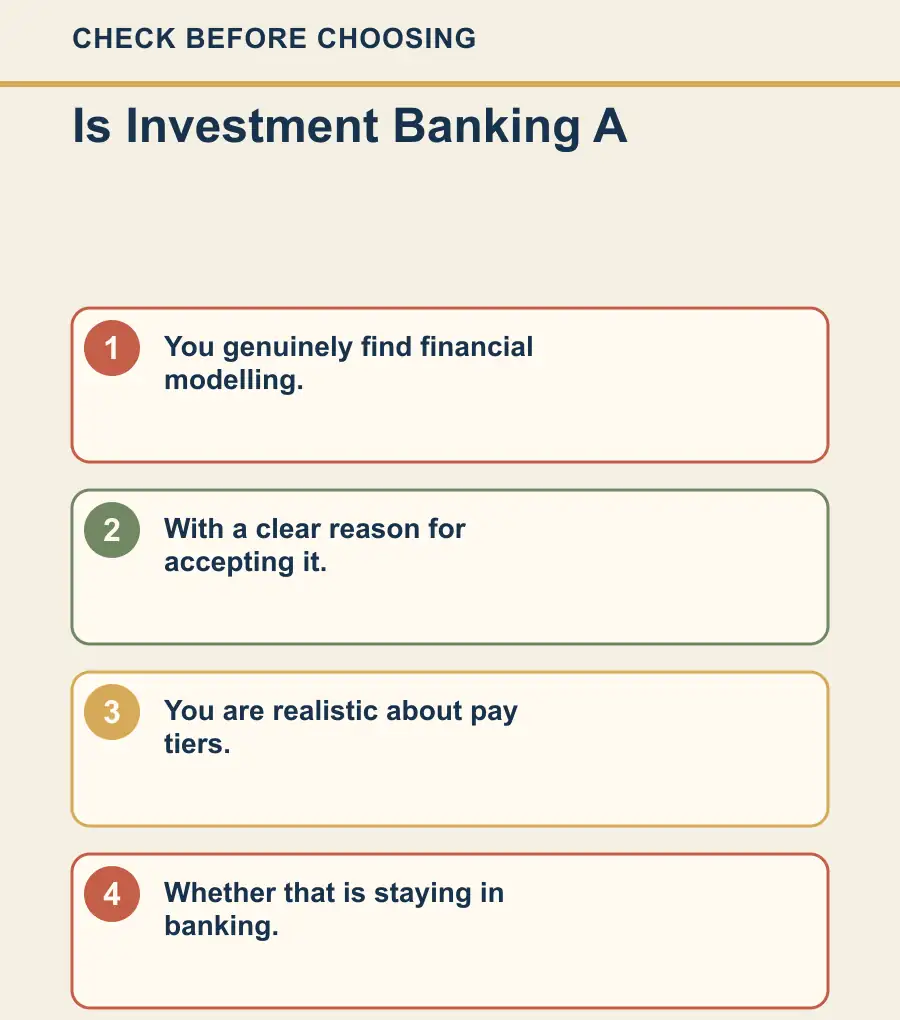 CHECK BEFORE CHOOSING
Is Investment Banking A
1
You genuinely find financial
modelling.
2
With a clear reason for
accepting it.
3
You are realistic about pay
tiers.
4
Whether that is staying in
banking.